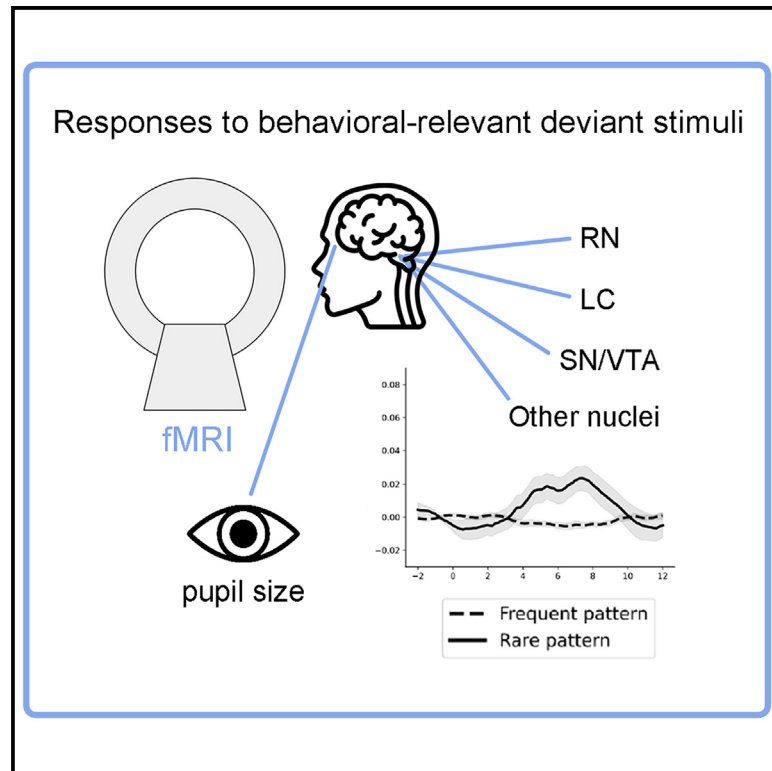 Responses to behavioral-relevant deviant stimuli
RN
LC
SN/VTA
Other nuclei
fMRI
pupil size
0.08
0.06
0.04
0.02
0.00
−0.02
−2 0 2 4 6 8 10 12
Frequent pattern
Rare pattern